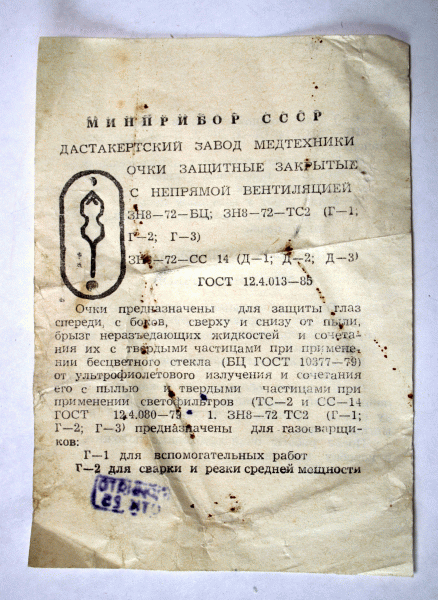 МИНПРИБОР СССР
ДАСТАКЕРТСКИЙ ЗАВОД МЕДТЕХНИКИ
ОЧКИ ЗАЩИТНЫЕ ЗАКРЫТЫЕ
С НЕПРЯМОЙ ВЕНТИЛЯЦИЕЙ
ЗН8—72—БЦ; ЗН8—72—ТС2 (Г—1;
Г—2; Г—3)
ЗН8—72—СС 14 (Д—1; Д—2; Д—3)
ГОСТ 12.4.013—85
Очки предназначены для защиты глаз
спереди, с боков, сверху и снизу от пыли,
брызг неразъедающих жидкостей и сочета-
ния их с твердыми частицами при примене-
нии бесцветного стекла (БЦ ГОСТ 10377—79)
от ультрофиолетового излучения и сочетания
его с пылью и твердыми частицами при
применении светофильтров (ТС—2 и СС—14
ГОСТ 12.4.080—79 1. ЗН8—72 ТС2 (Г—1;
Г—2; Г—3) предназначены для газосварщи-
ков:
Г—1 для вспомогательных работ
Г—2 для сварки и резки средней мощности